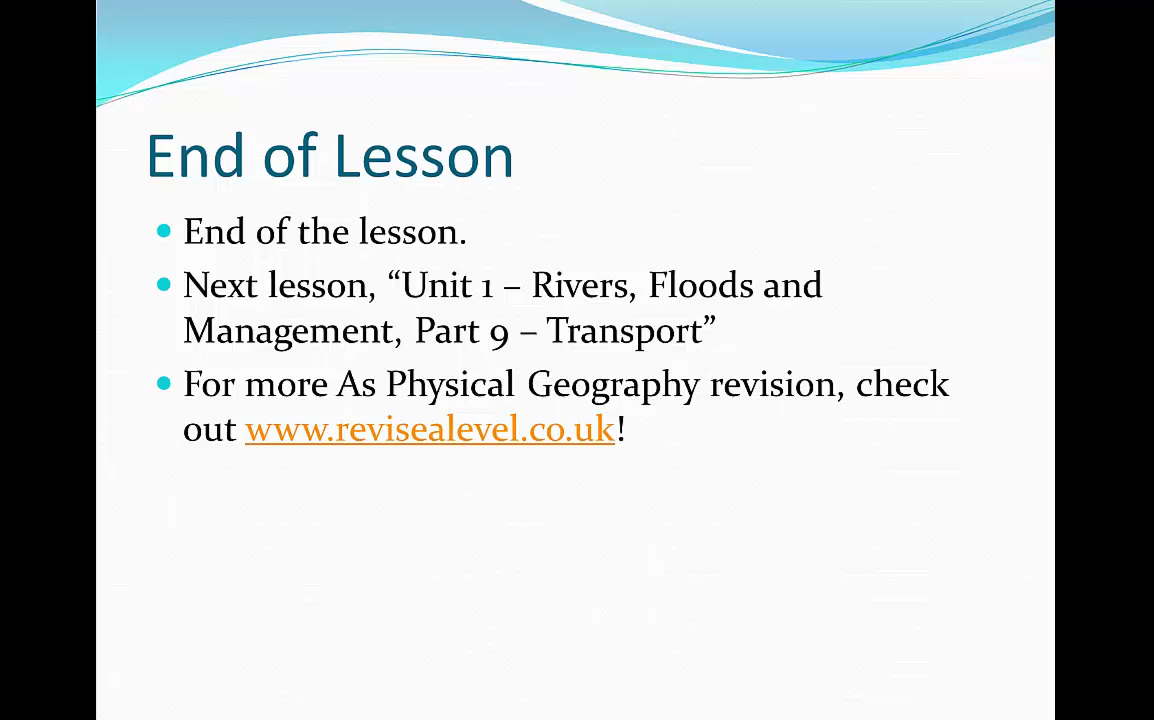 End of Lesson
End of the lesson.
Next lesson, “Unit 1 – Rivers, Floods and
Management, Part 9 – Transport”
For more As Physical Geography revision, check
out www.revisealevel.co.uk!